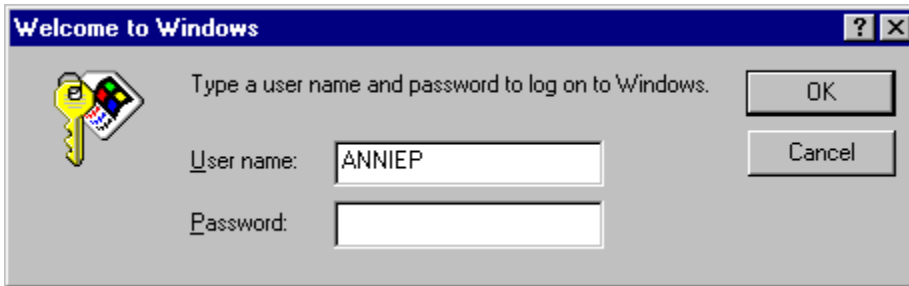 Welcome to Windows
Type a user name and password to log on to Windows.
OK
User name: ANNIEP
Cancel
Password: